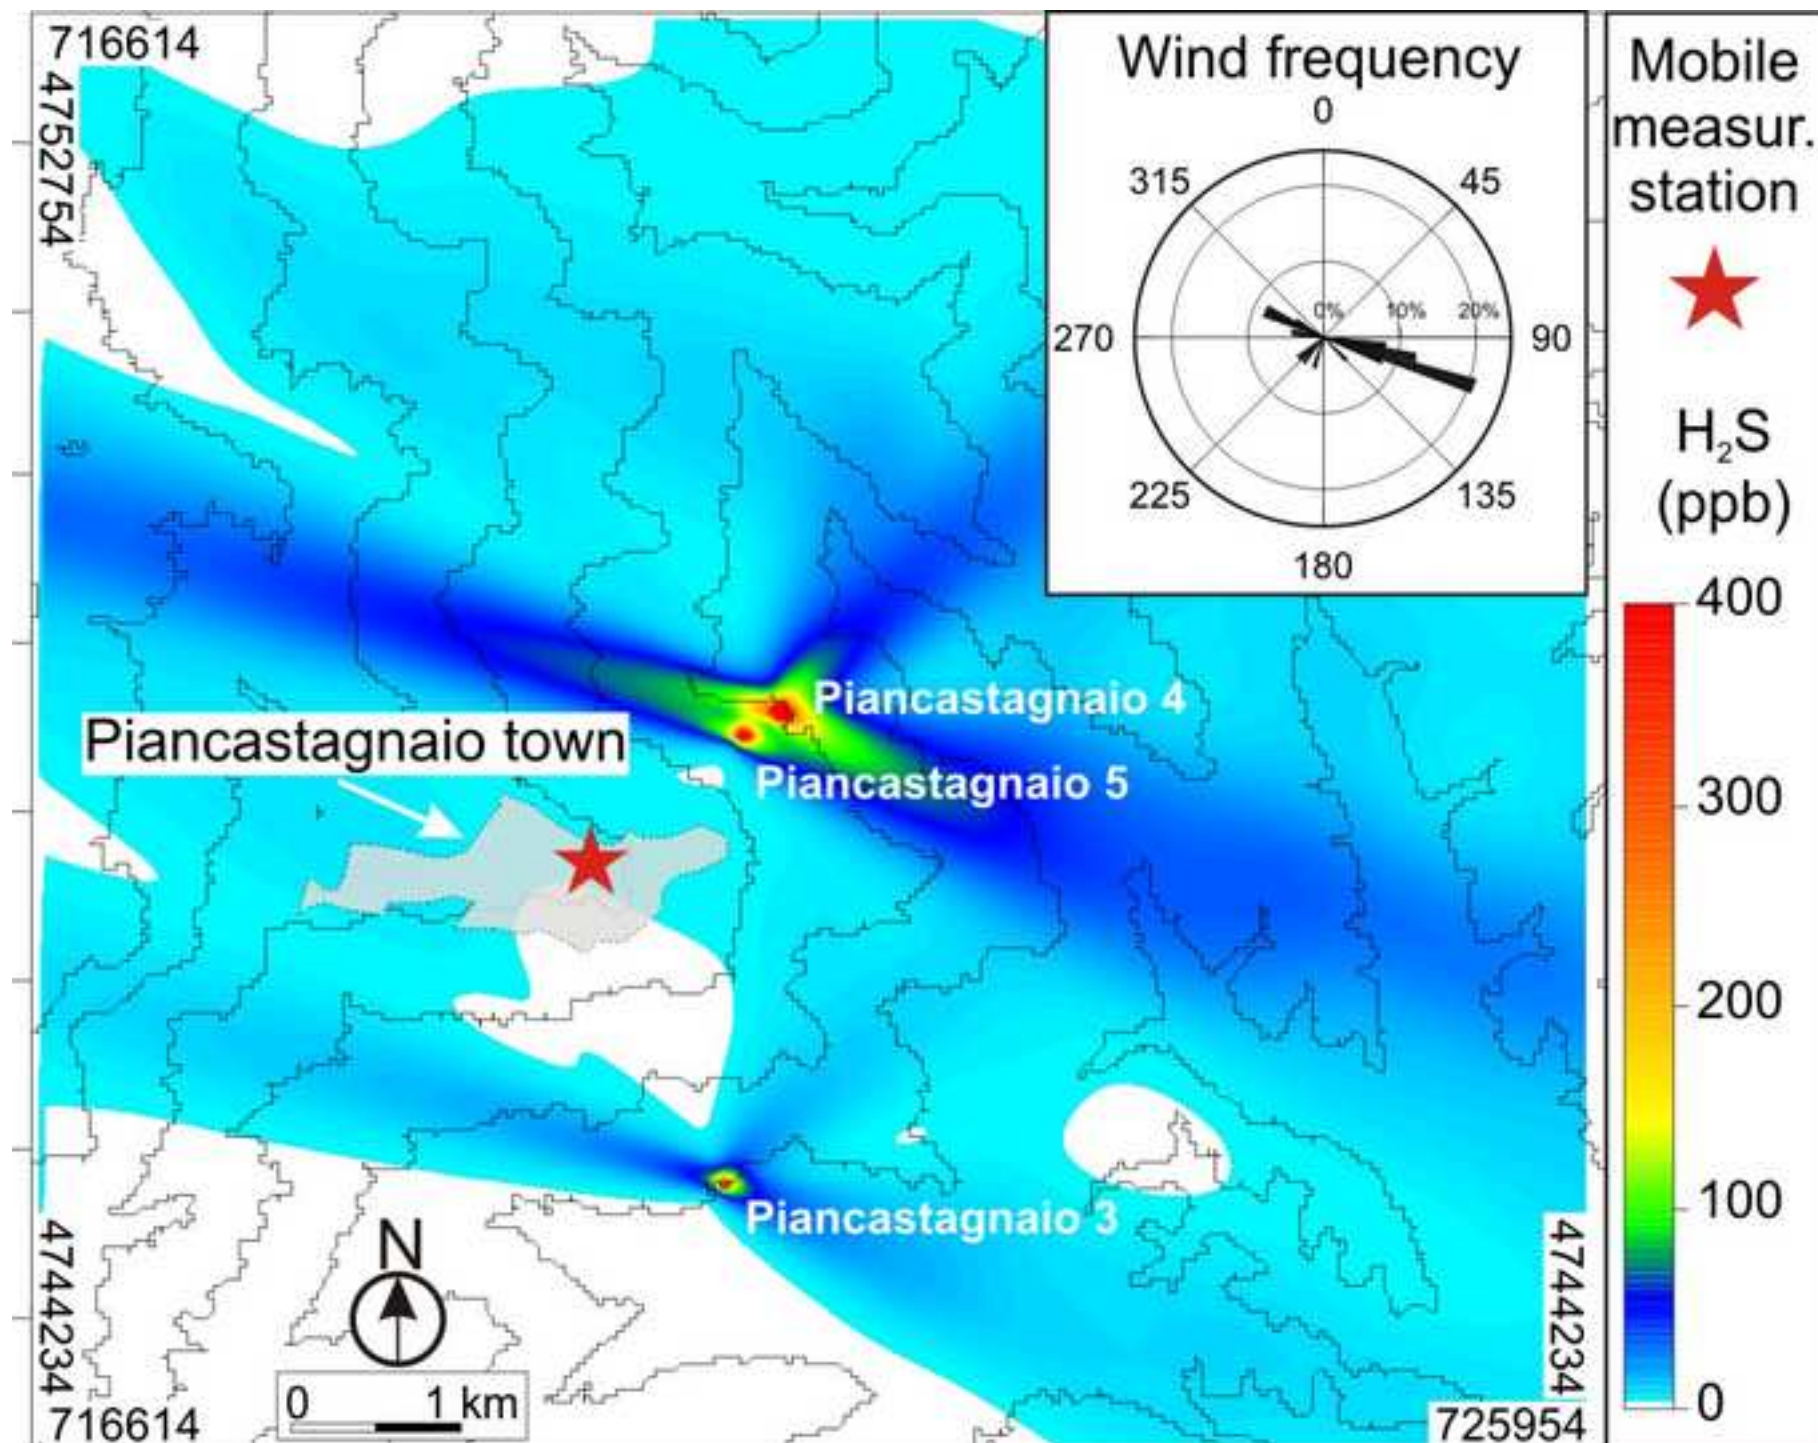 716614
4752754
Wind frequency
0
315
45
0%
10%
20%
270
90
225
135
180
Mobile
measur.
station
H₂S
(ppb)
400
300
200
100
0
Piancastagnaio 4
Piancastagnaio town
Piancastagnaio 5
Piancastagnaio 3
N
0 1 km
4744234
716614
4744234
725954